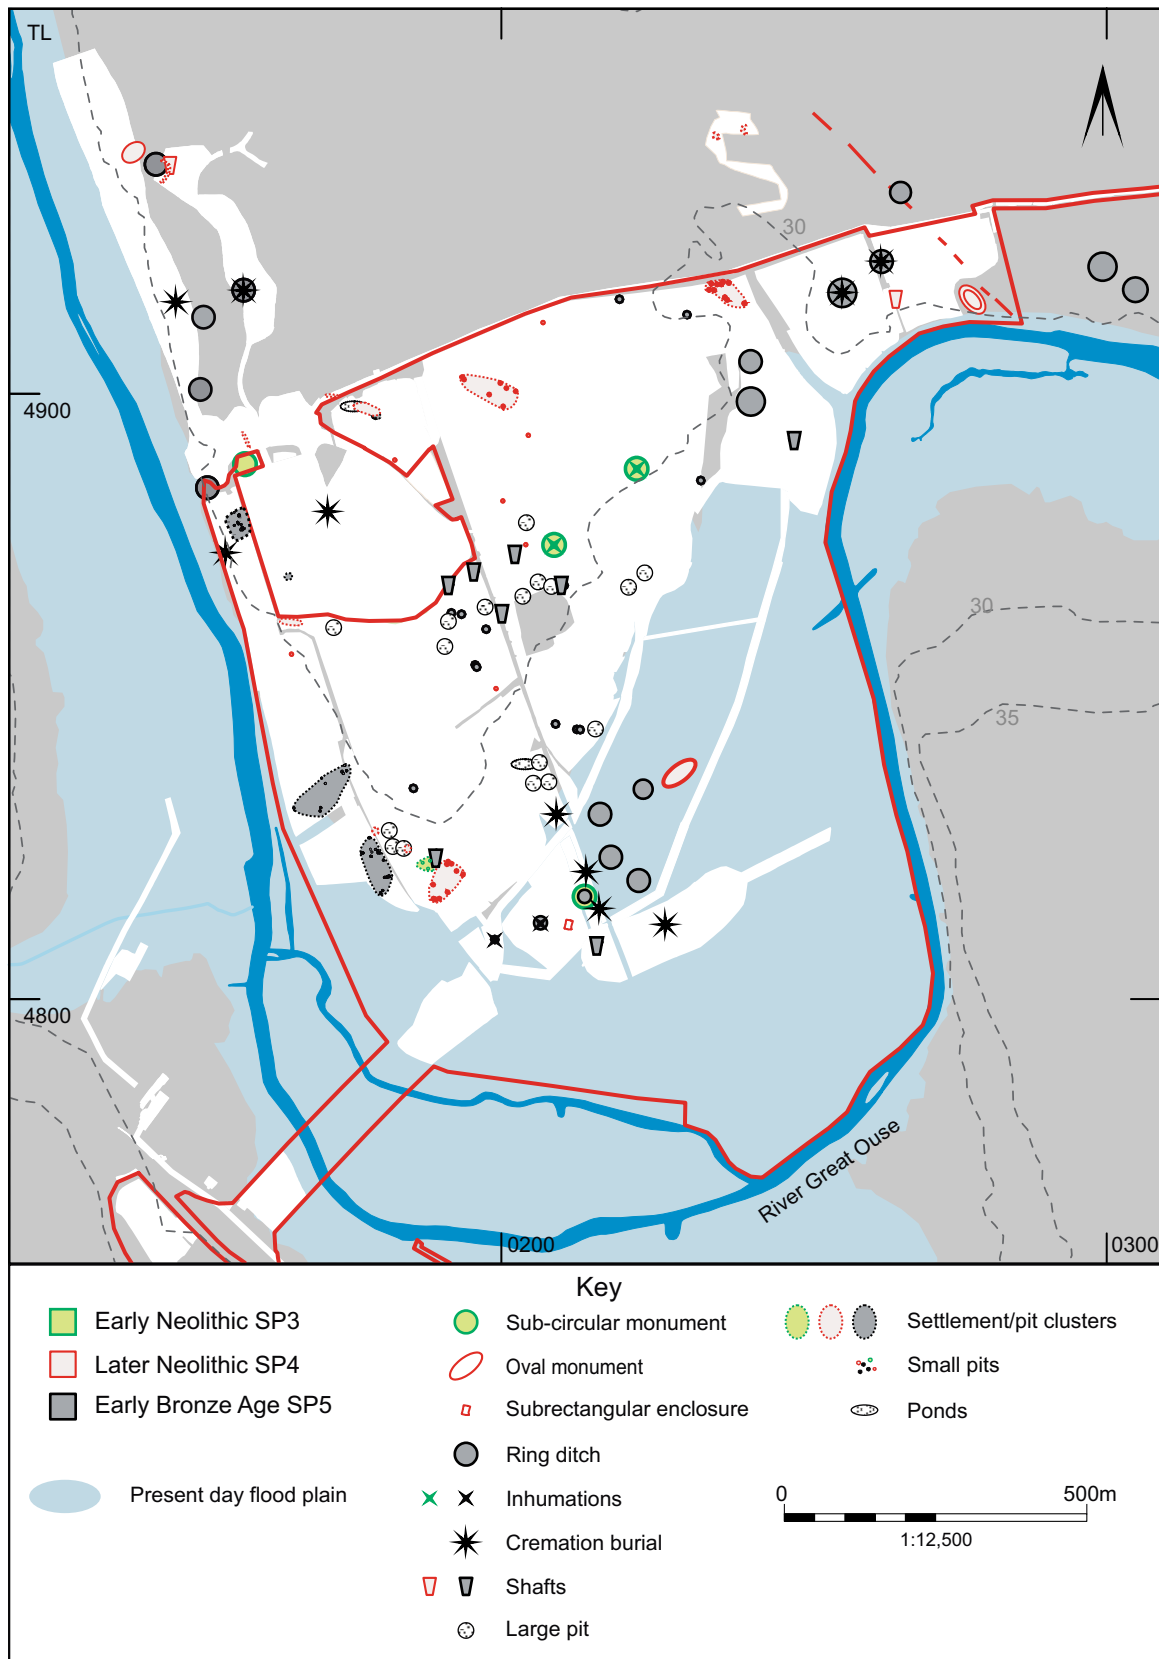 TL
30
4900
30
35
4800
River Great Ouse
0200
0300
Key
Early Neolithic SP3
Later Neolithic SP4
Early Bronze Age SP5
Present day flood plain
Sub-circular monument
Oval monument
Subrectangular enclosure
Ring ditch
Inhumations
Cremation burial
Shafts
Large pit
Settlement/pit clusters
Small pits
Ponds
0 500m
1:12,500